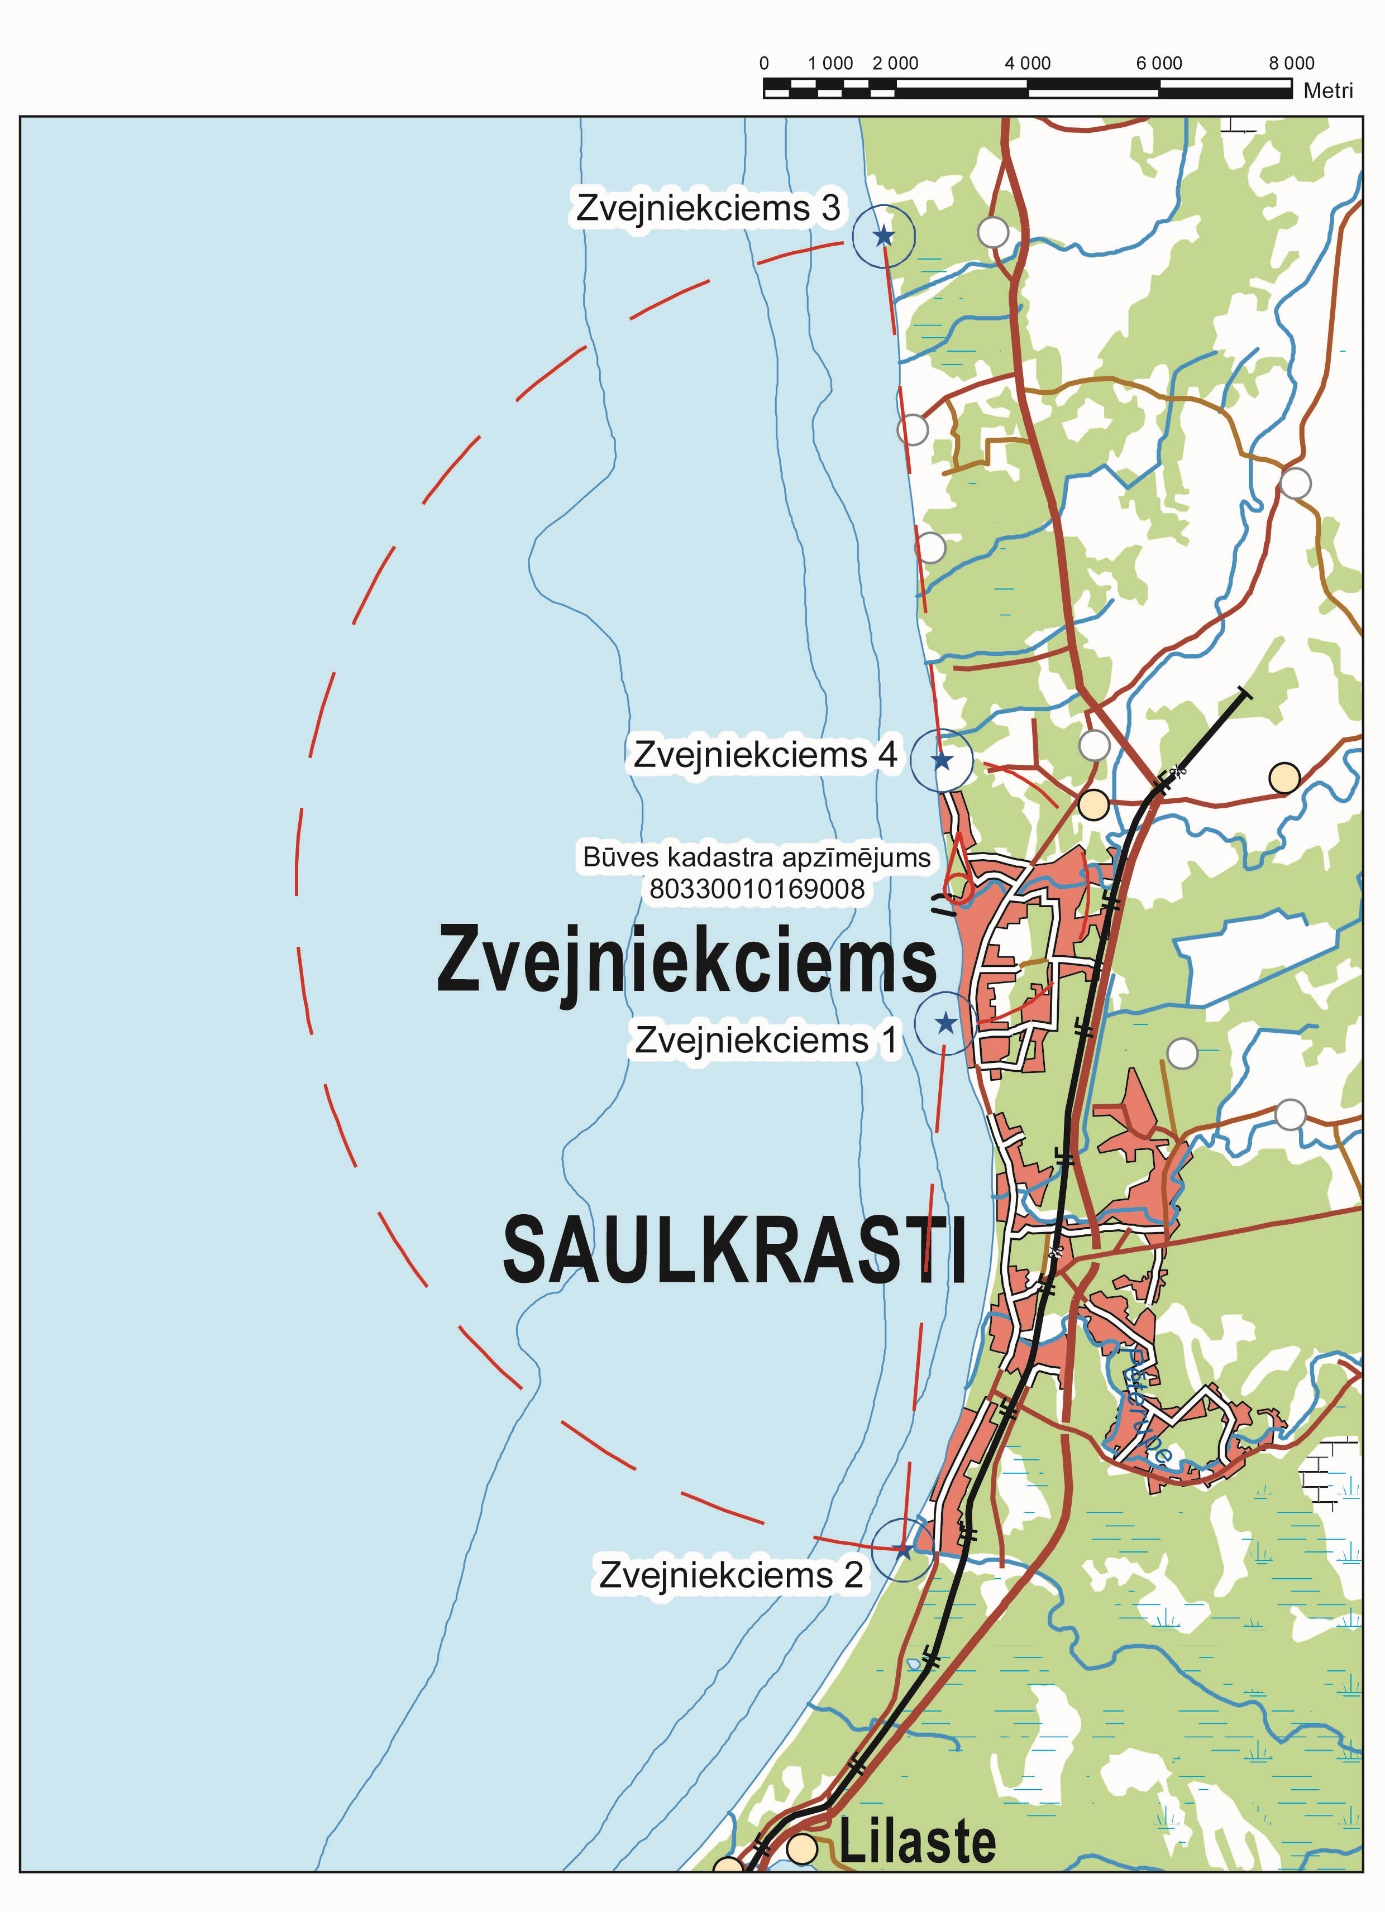 0 1 000 2 000 4 000 6 000 8 000
Metri
Zvejniekciems 3
Zvejniekciems 4
Būves kadastra apzīmējums
80330010169008
Zvejniekciems
Zvejniekciems 1
SAULKRASTI
Pēterupe
Zvejniekciems 2
Lilaste